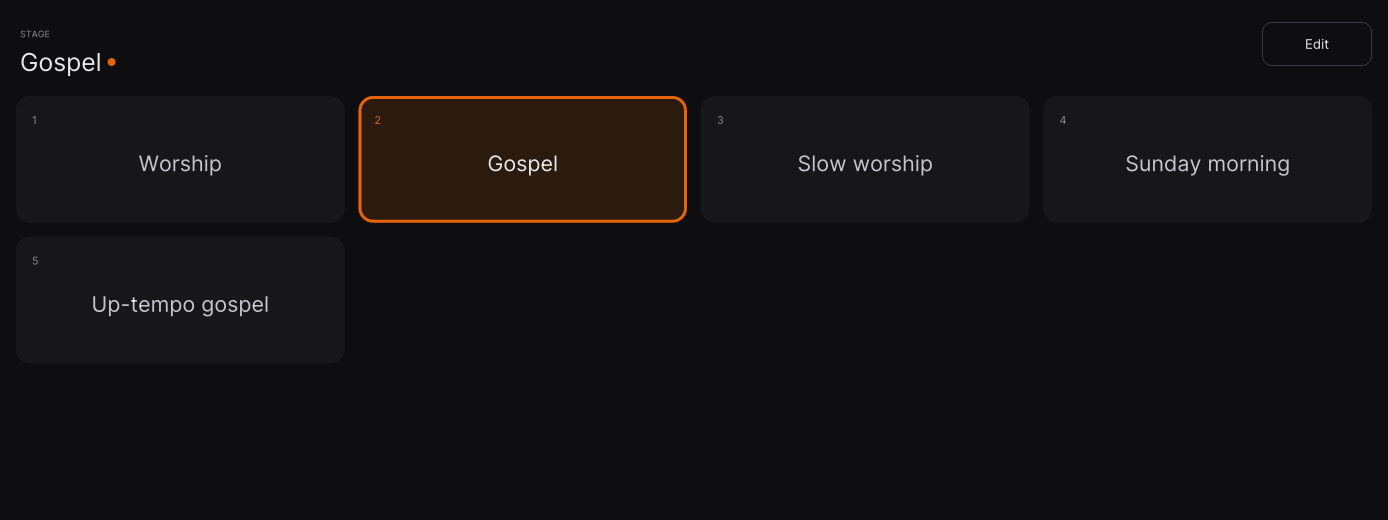 STAGE
Gospel
Edit
1
Worship
2
Gospel
3
Slow worship
4
Sunday morning
5
Up-tempo gospel